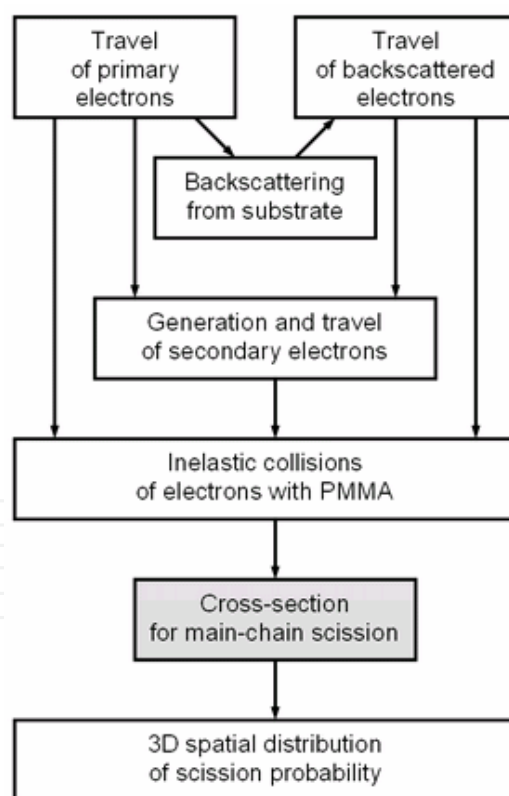 Travel
of primary
electrons
Travel
of backscattered
electrons
Backscattering
from substrate
Generation and travel
of secondary electrons
Inelastic collisions
of electrons with PMMA
Cross-section
for main-chain scission
3D spatial distribution
of scission probability